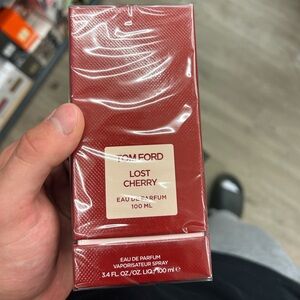 TOM FORD
LOST
CHERRY
EAU DE PARFUM
100 ML
EAU DE PARFUM
VAPORISATEUR SPRAY
3.4 FL. OZ./OZ. LIQ./100 ml ℮